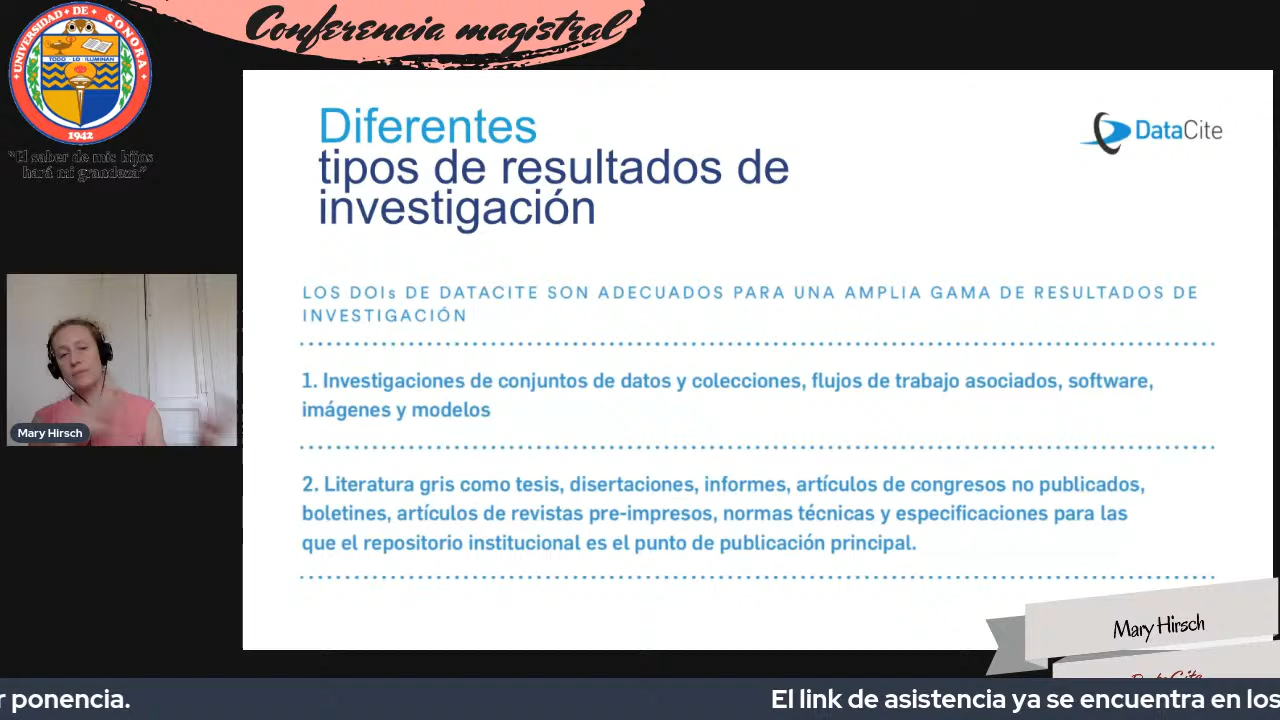 Conferencia magistral
UNIVERSIDAD DE SONORA
TODO LO ILUMINAN
1942
"El saber de mis hijos
hará mi grandeza"
Diferentes
tipos de resultados de
investigación
DataCite
LOS DOIs DE DATACITE SON ADECUADOS PARA UNA AMPLIA GAMA DE RESULTADOS DE
INVESTIGACIÓN
1. Investigaciones de conjuntos de datos y colecciones, flujos de trabajo asociados, software,
imágenes y modelos
2. Literatura gris como tesis, disertaciones, informes, artículos de congresos no publicados,
boletines, artículos de revistas pre-impresos, normas técnicas y especificaciones para las
que el repositorio institucional es el punto de publicación principal.
Mary Hirsch
Mary Hirsch
DataCite
r ponencia.
El link de asistencia ya se encuentra en los